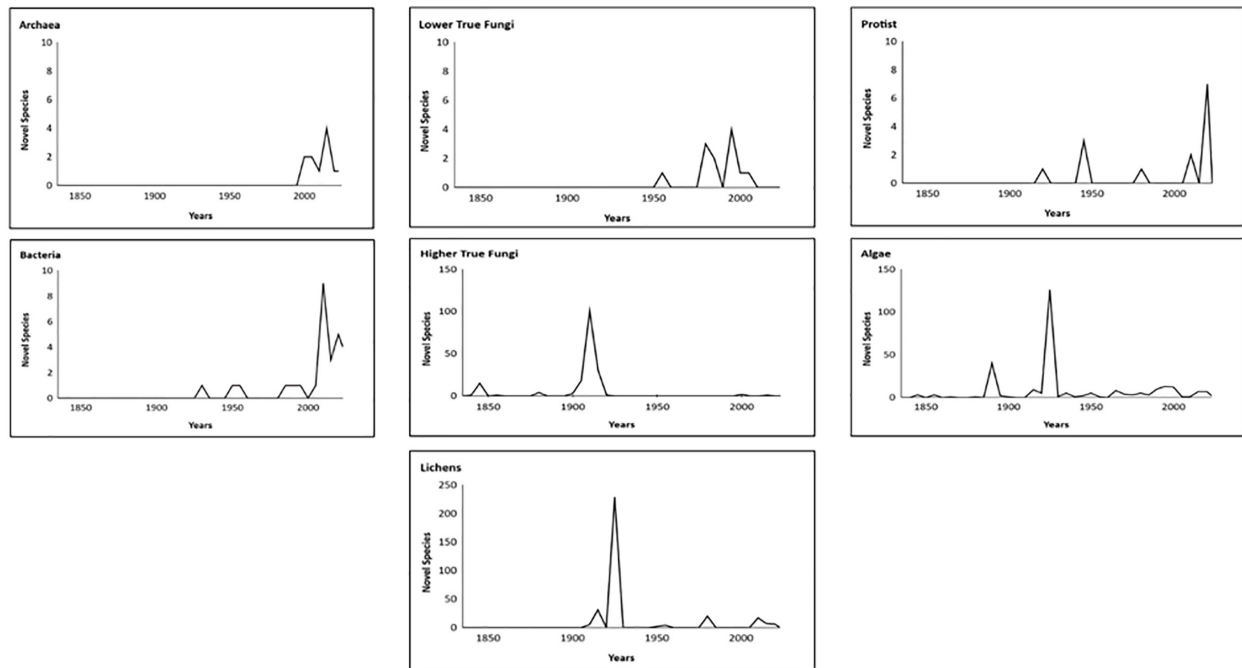 Archaea
10
8
6
4
2
0
Novel Species
1850 1900 1950 2000
Years
Lower True Fungi
10
8
6
4
2
0
Novel Species
1850 1900 1950 2000
Years
Protist
10
8
6
4
2
0
Novel Species
1850 1900 1950 2000
Years
Bacteria
10
8
6
4
2
0
Novel Species
1850 1900 1950 2000
Years
Higher True Fungi
150
100
50
0
Novel Species
1850 1900 1950 2000
Years
Algae
150
100
50
0
Novel Species
1850 1900 1950 2000
Years
Lichens
250
200
150
100
50
0
Novel Species
1850 1900 1950 2000
Years